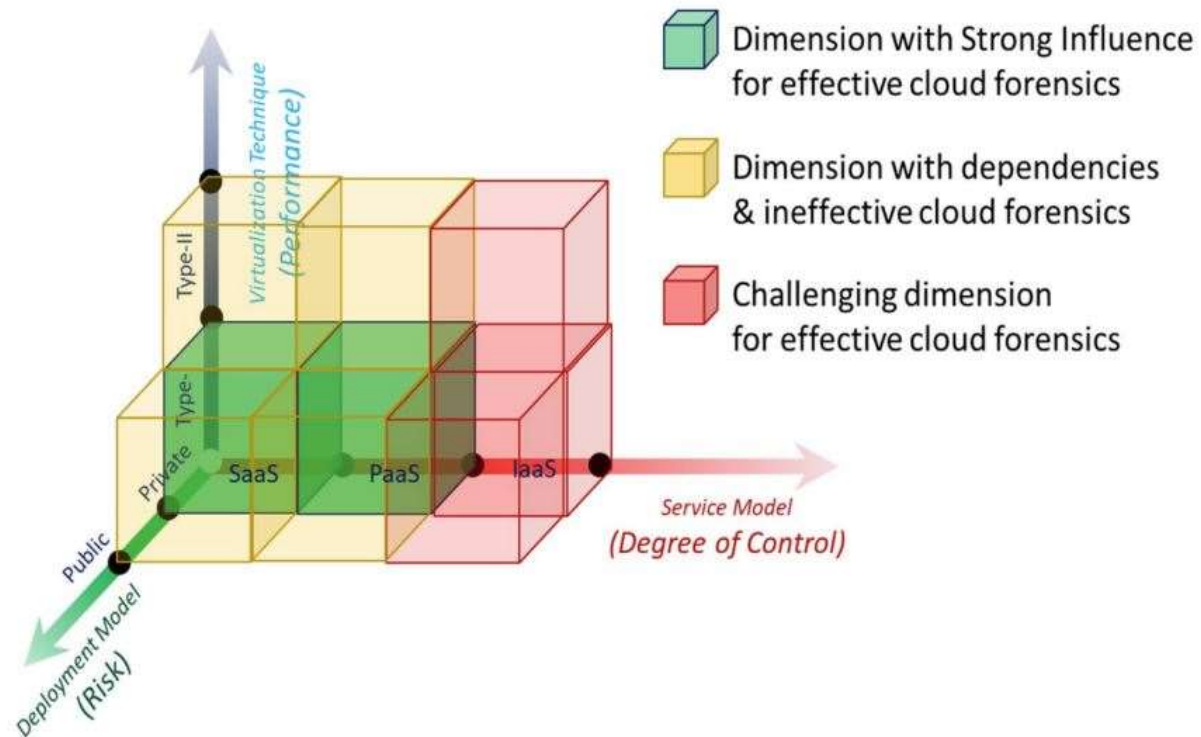 Dimension with Strong Influence
for effective cloud forensics
Dimension with dependencies
& ineffective cloud forensics
Challenging dimension
for effective cloud forensics
Virtualization Technique
(Performance)
Type-II
Type-
Private
Public
SaaS
PaaS
IaaS
Service Model
(Degree of Control)
Deployment Model
(Risk)